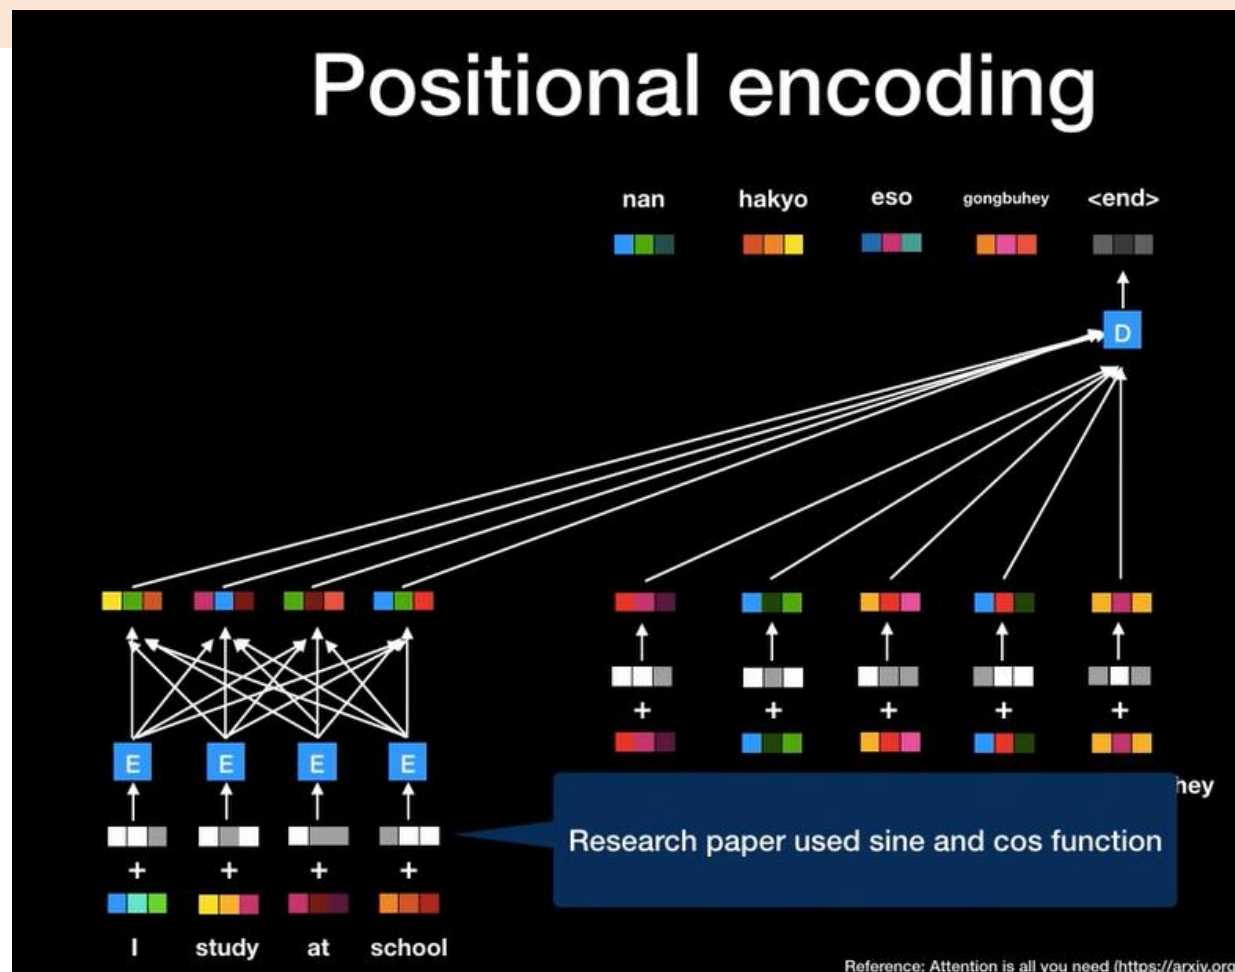 Positional encoding
nan hakyo eso gongbuhey <end>
D
E E E E
+ + + + +
hey
Research paper used sine and cos function
+ + + +
I study at school
Reference: Attention is all you need (https://arxiv.org